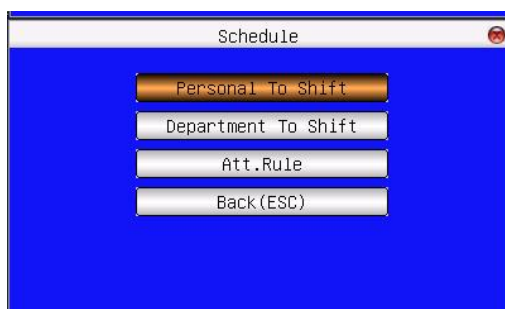 Schedule
Personal To Shift
Department To Shift
Att.Rule
Back(ESC)